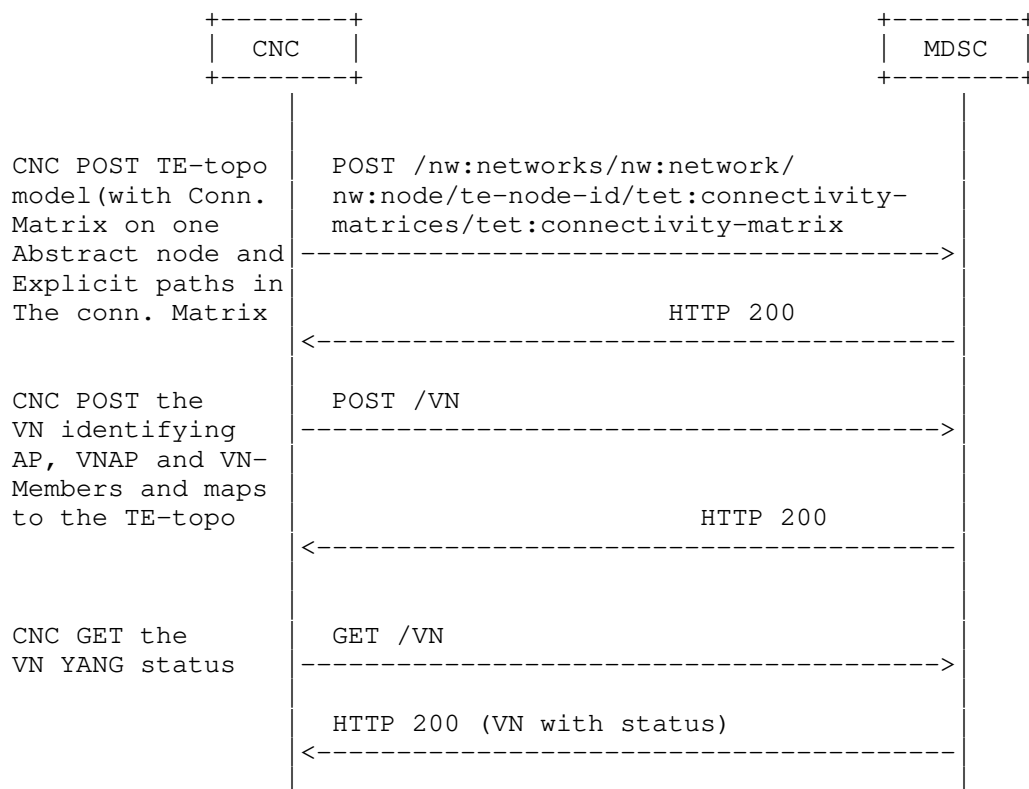 CNC MDSC
CNC POST TE-topo POST /nw:networks/nw:network/
model(with Conn. nw:node/te-node-id/tet:connectivity-
Matrix on one matrices/tet:connectivity-matrix
Abstract node and
Explicit paths in
The conn. Matrix HTTP 200
CNC POST the POST /VN
VN identifying
AP, VNAP and VN-
Members and maps
to the TE-topo HTTP 200
CNC GET the GET /VN
VN YANG status
HTTP 200 (VN with status)